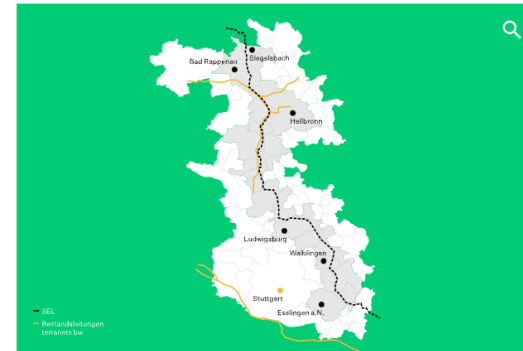 Siegelsbach
Bad Rappenau
Heilbronn
Ludwigsburg
Waiblingen
Stuttgart
Esslingen a.N.
SEL
Bestandsleitungen
terranets bw